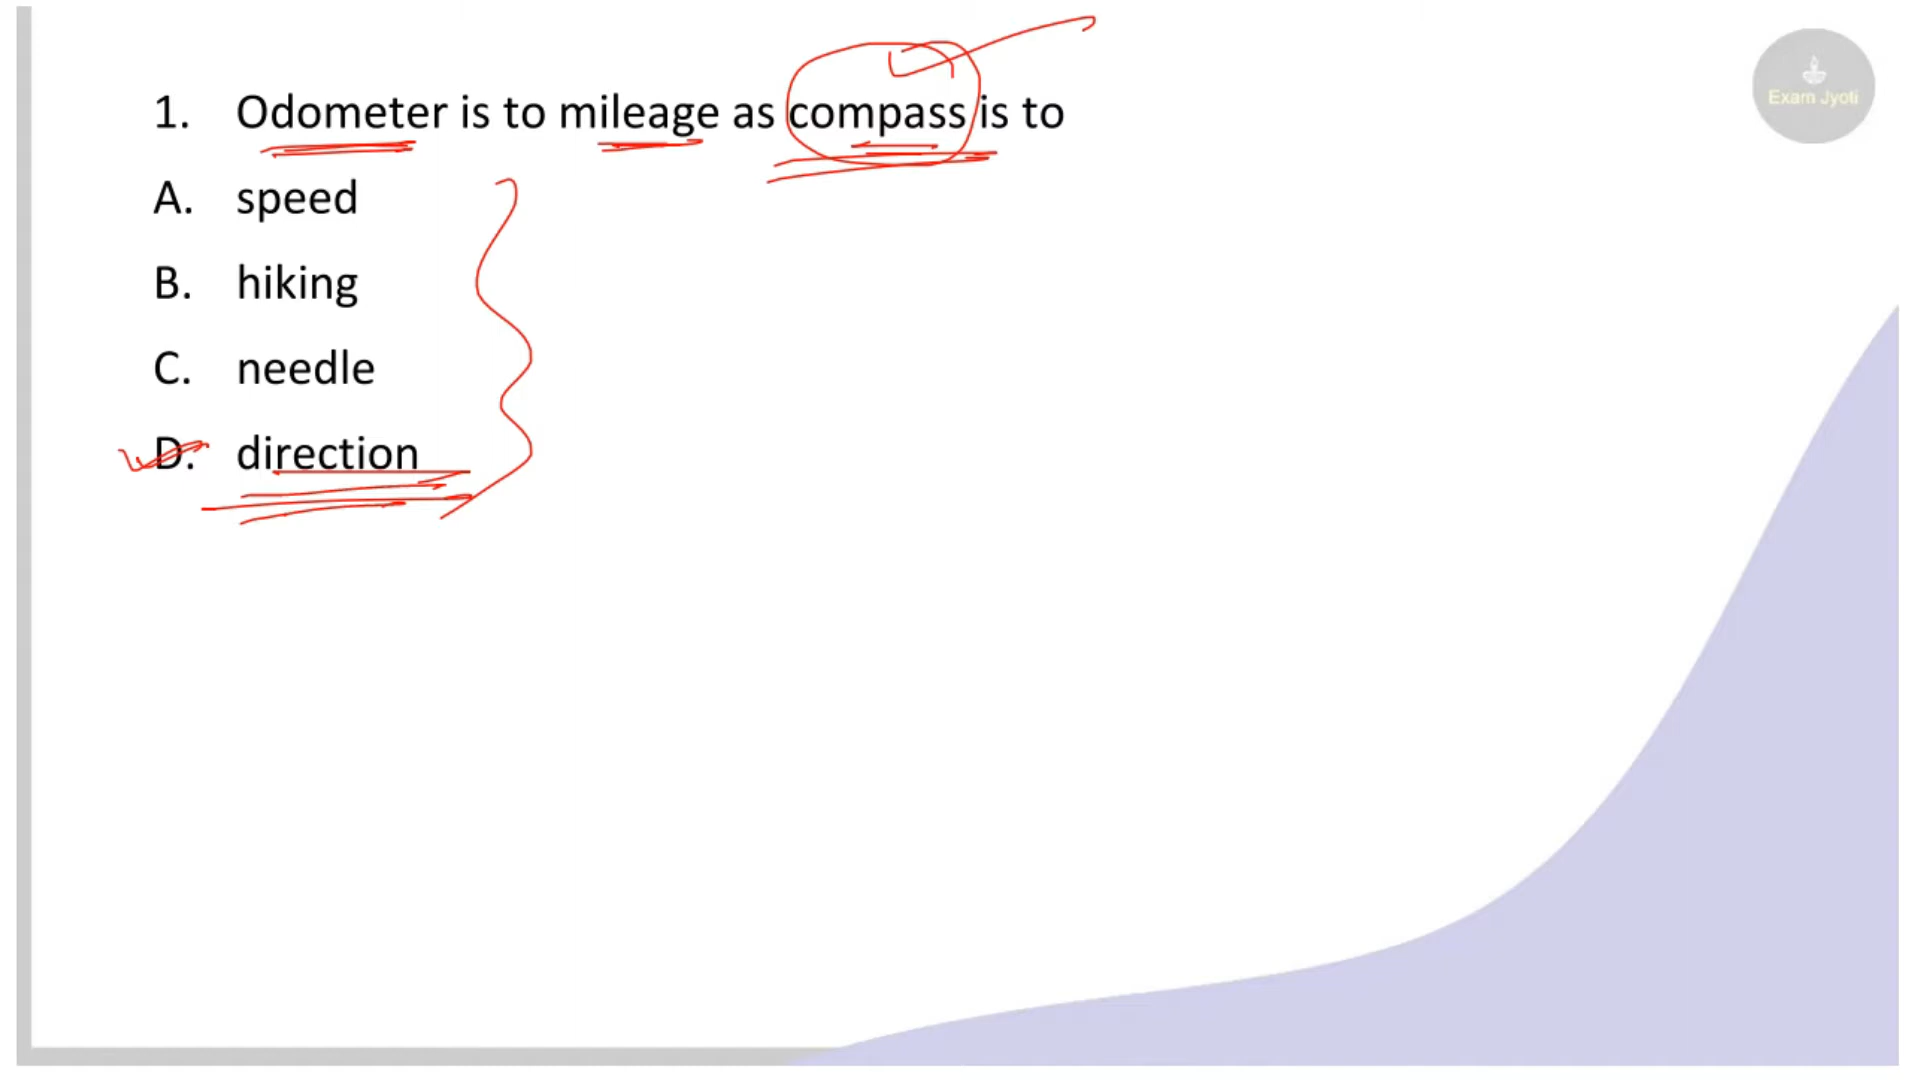 1. Odometer is to mileage as compass is to
A. speed
B. hiking
C. needle
D. direction
Exam Jyoti